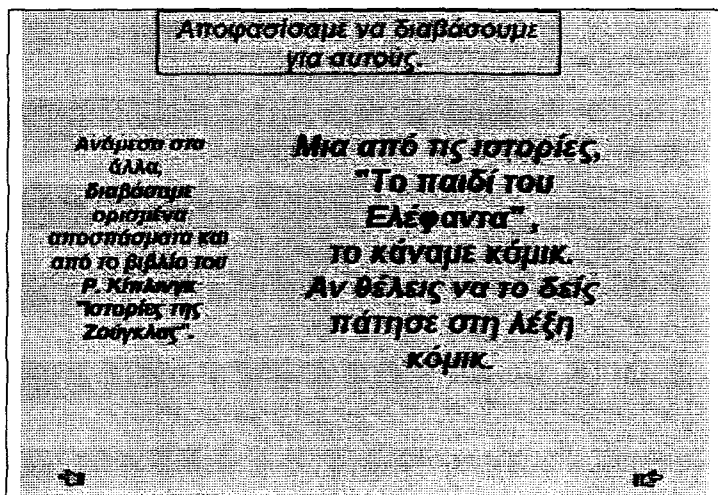 Αποφασίσαμε να διαβάσουμε
για αυτούς.
Ανάμεσα στα
άλλα,
διαβάσαμε
ορισμένα
αποσπάσματα και
από το βιβλίο του
Ρ. Κίπλινγκ
"Ιστορίες της
Ζούγκλας".
Μια από τις ιστορίες,
"Το παιδί του
Ελέφαντα" ,
το κάναμε κόμικ.
Αν θέλεις να το δείς
πάτησε στη λέξη
κόμικ.